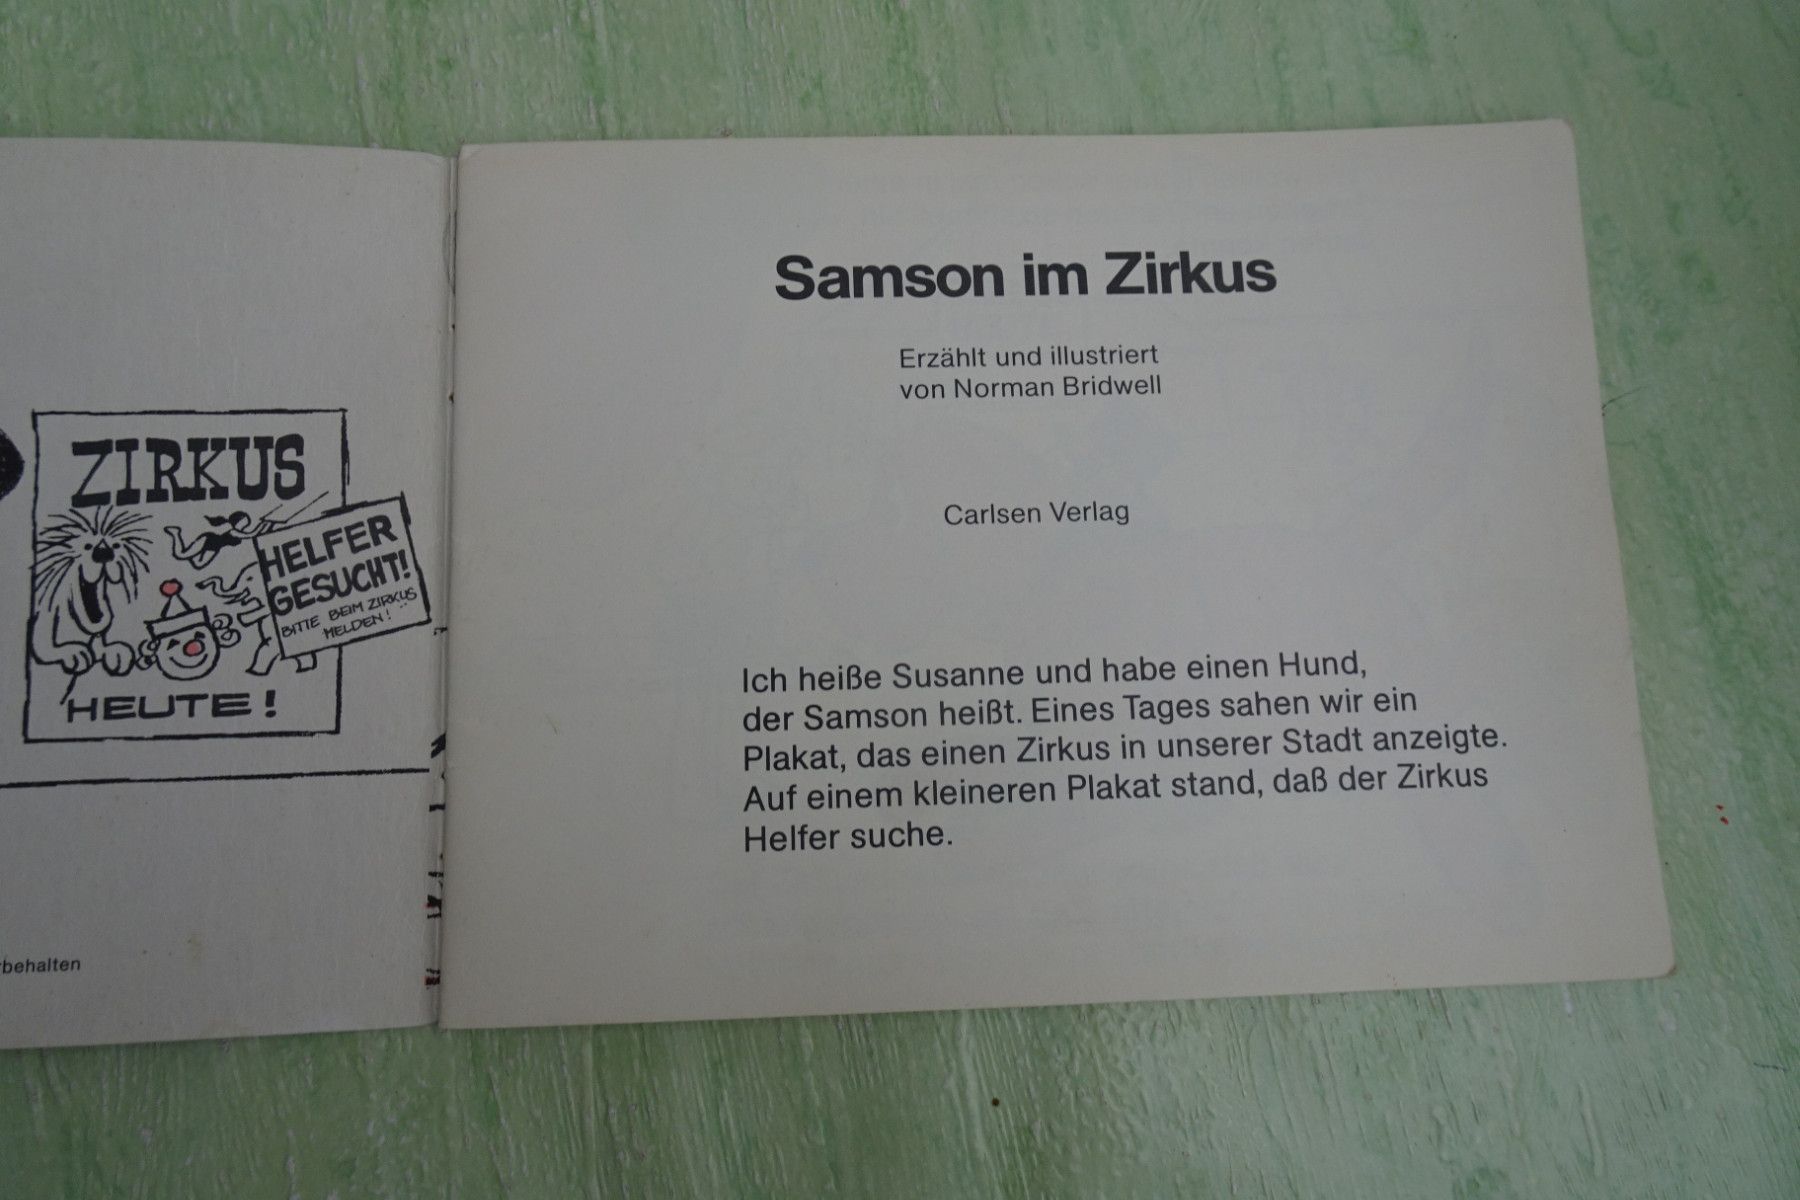 ZIRKUS
HELFER
GESUCHT!
BITTE BEIM ZIRKUS
MELDEN!
HEUTE!
Samson im Zirkus
Erzählt und illustriert
von Norman Bridwell
Carlsen Verlag
Ich heiße Susanne und habe einen Hund,
der Samson heißt. Eines Tages sahen wir ein
Plakat, das einen Zirkus in unserer Stadt anzeigte.
Auf einem kleineren Plakat stand, daß der Zirkus
Helfer suche.